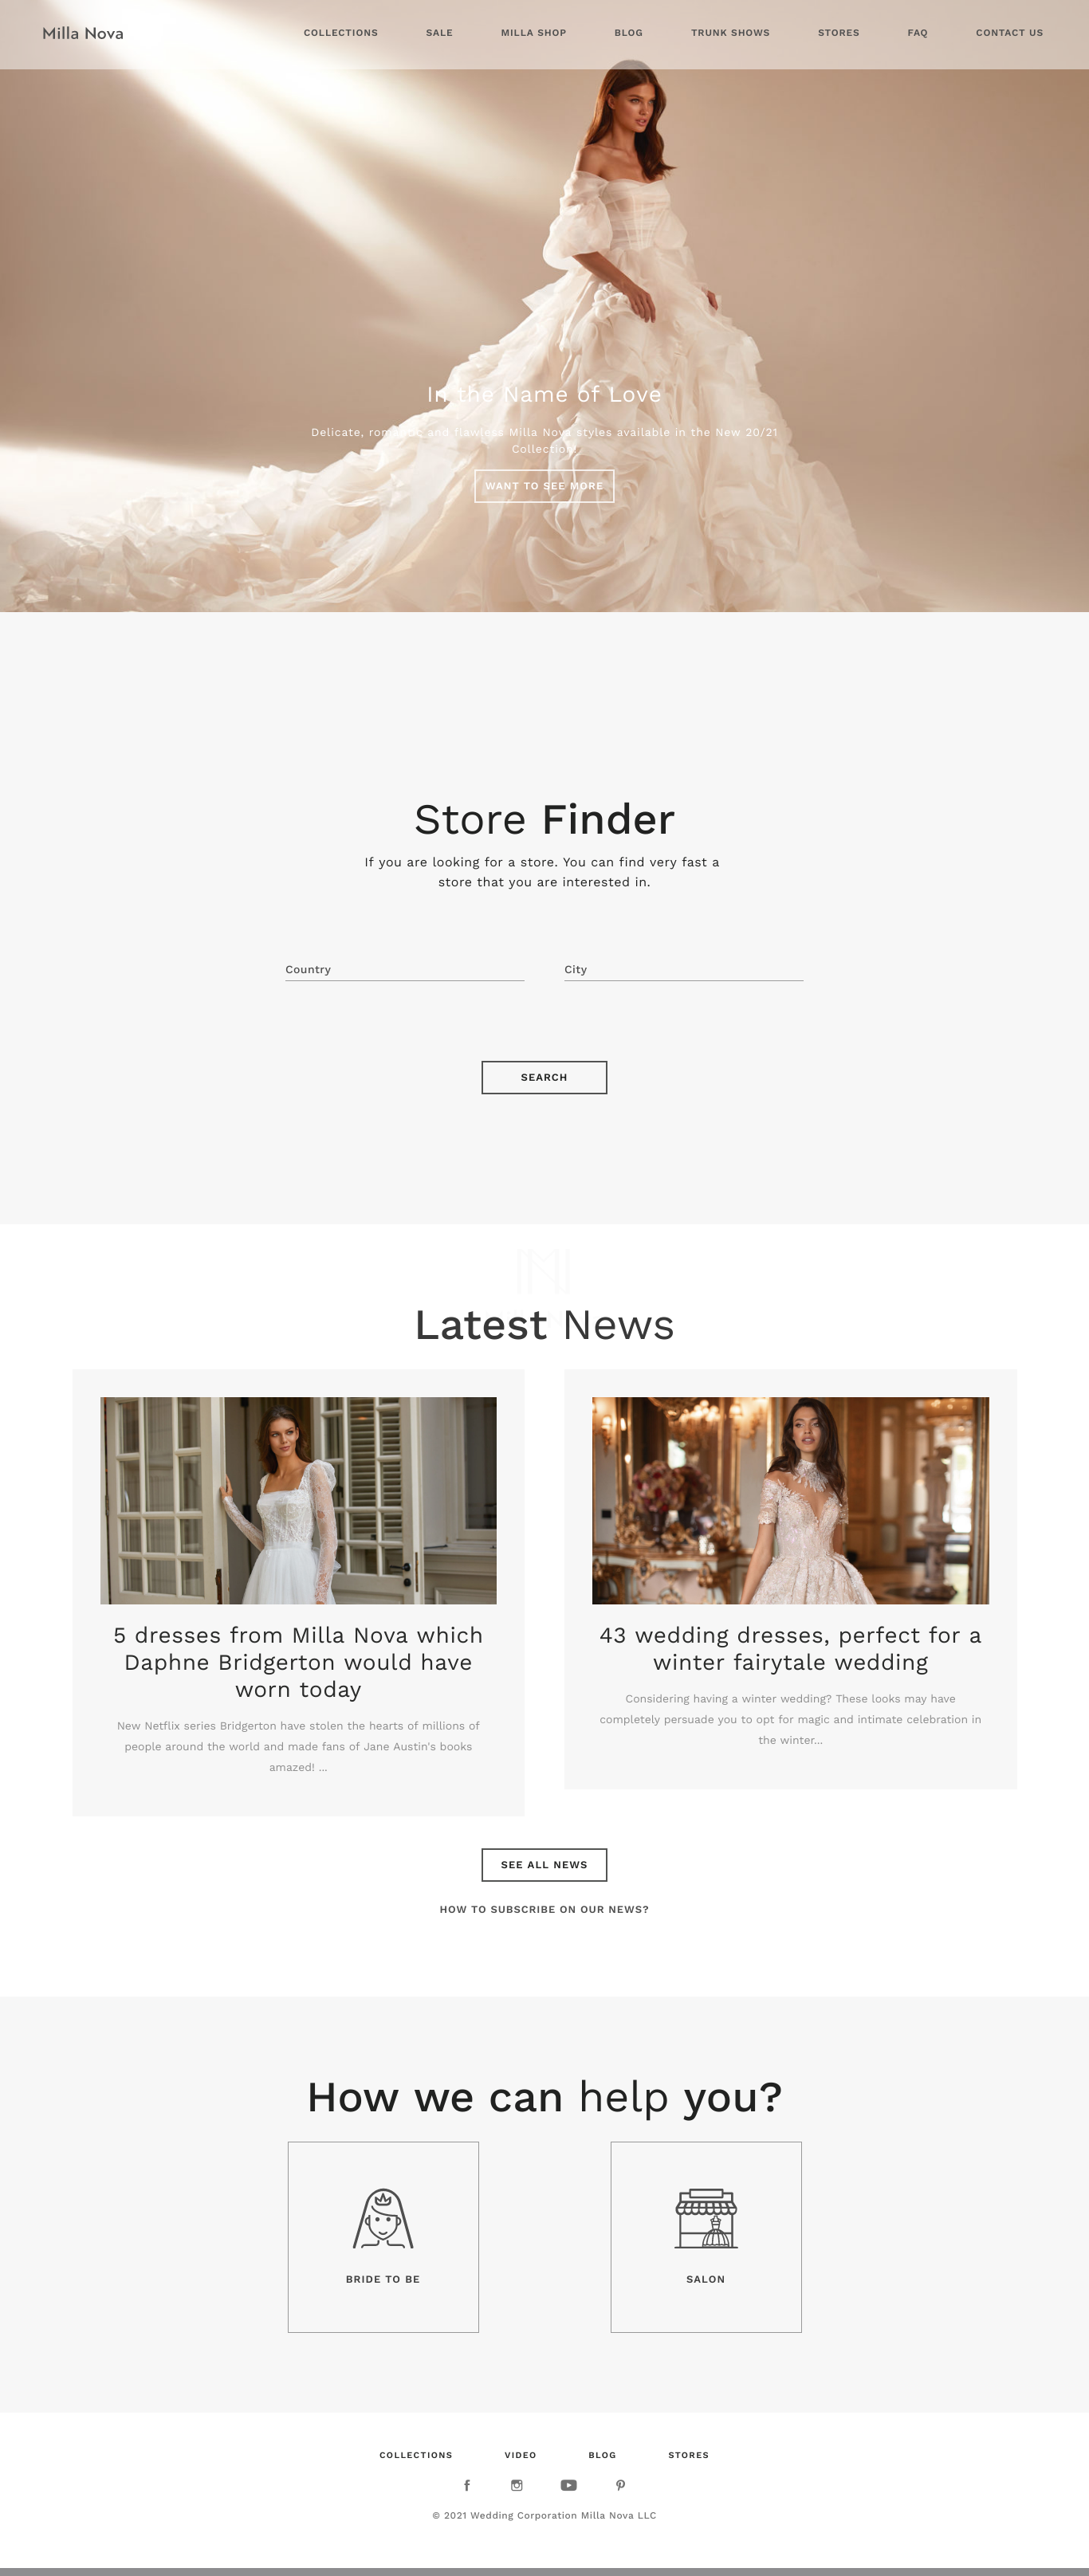 Milla Nova
COLLECTIONS SALE MILLA SHOP BLOG TRUNK SHOWS STORES FAQ CONTACT US
In the Name of Love
Delicate, romantic and flawless Milla Nova styles available in the New 20/21
Collection!
WANT TO SEE MORE
Store Finder
If you are looking for a store. You can find very fast a
store that you are interested in.
Country City
SEARCH
Latest News
5 dresses from Milla Nova which
Daphne Bridgerton would have
worn today
New Netflix series Bridgerton have stolen the hearts of millions of
people around the world and made fans of Jane Austin's books
amazed! ...
43 wedding dresses, perfect for a
winter fairytale wedding
Considering having a winter wedding? These looks may have
completely persuade you to opt for magic and intimate celebration in
the winter...
SEE ALL NEWS
HOW TO SUBSCRIBE ON OUR NEWS?
How we can help you?
BRIDE TO BE
SALON
COLLECTIONS VIDEO BLOG STORES
© 2021 Wedding Corporation Milla Nova LLC